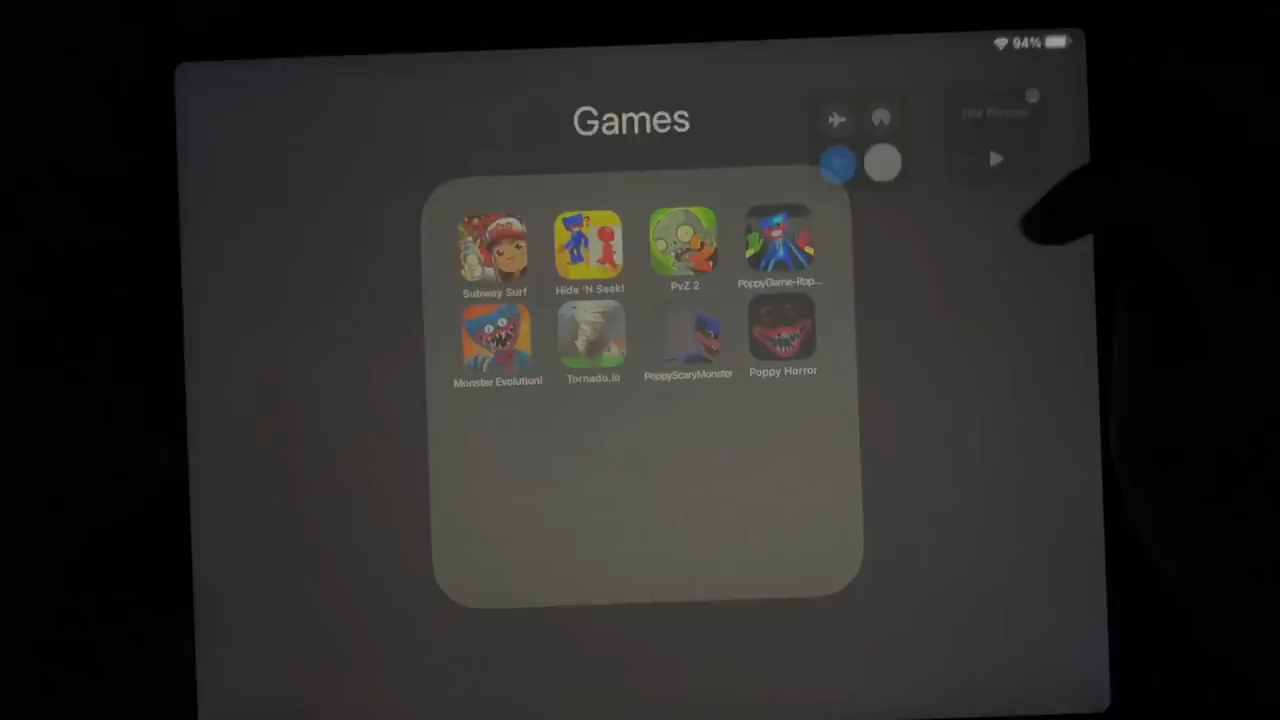 94%
Games
Subway Surf
Hide 'N Seek!
PvZ 2
PoppyGame-Rop...
Monster Evolution!
Tornado.io
PoppyScaryMonster
Poppy Horror